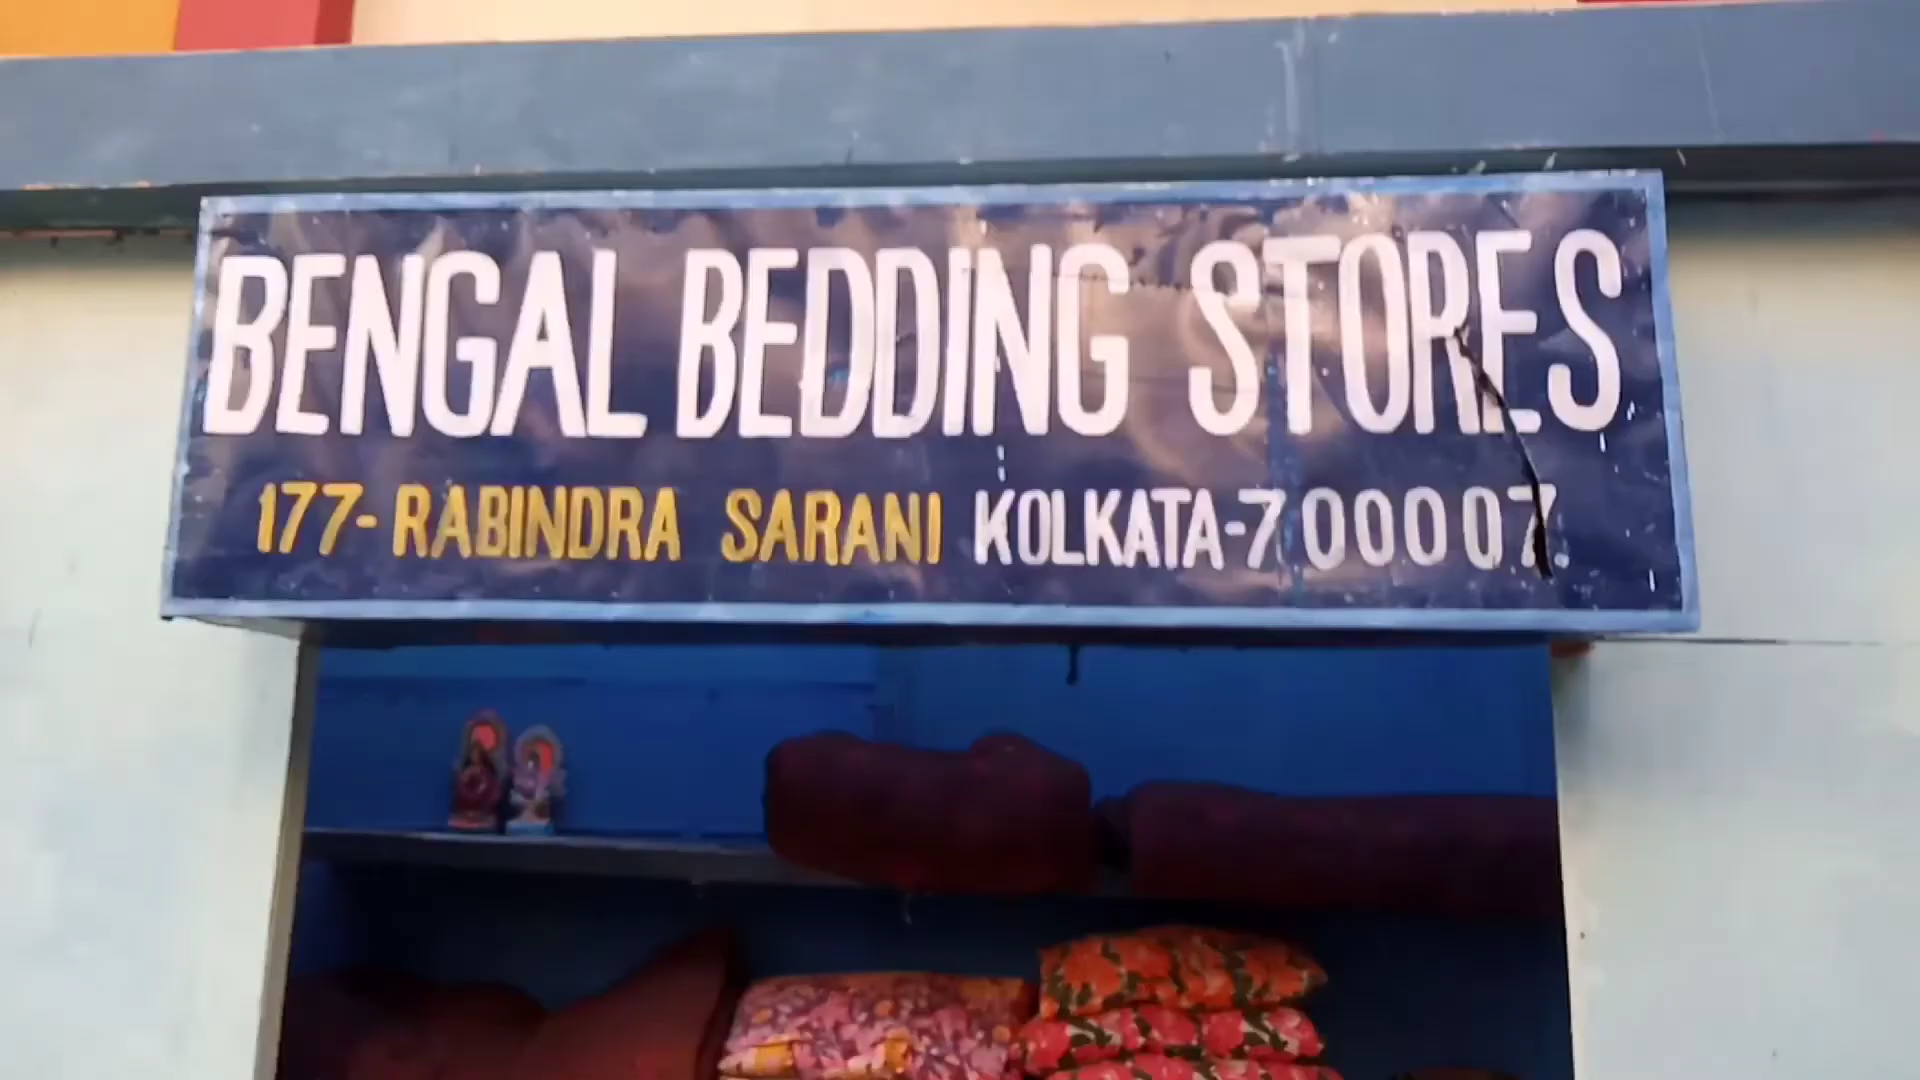 BENGAL BEDDING STORES
177-RABINDRA SARANI KOLKATA-700007.